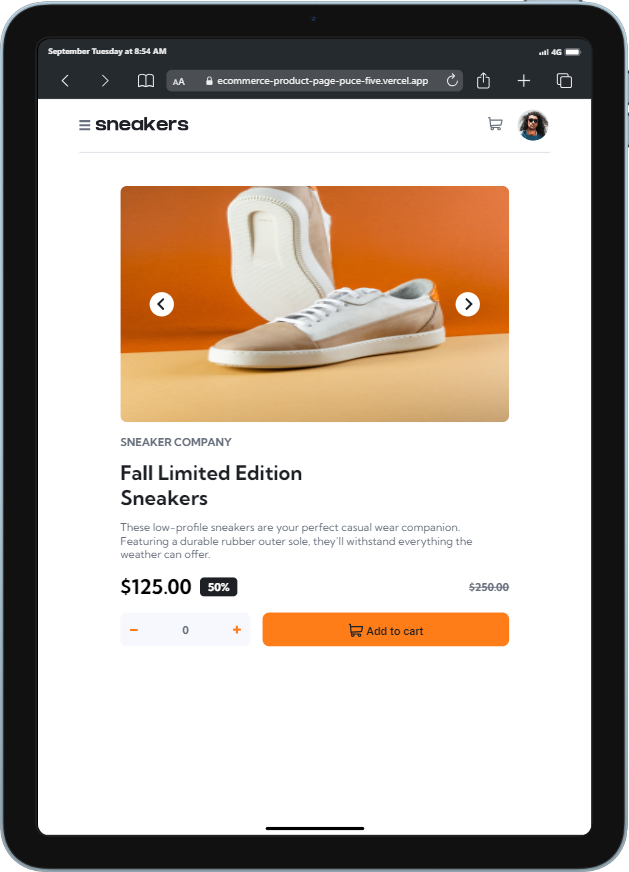 September Tuesday at 8:54 AM
4G
AA
ecommerce-product-page-puce-five.vercel.app
sneakers
SNEAKER COMPANY
Fall Limited Edition
Sneakers
These low-profile sneakers are your perfect casual wear companion.
Featuring a durable rubber outer sole, they'll withstand everything the
weather can offer.
$125.00 50% $250.00
0
Add to cart